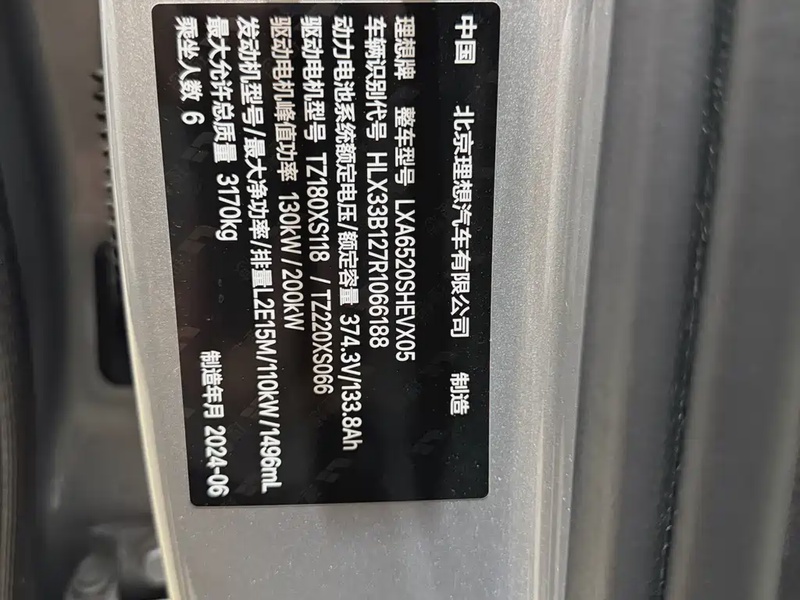 中国 北京理想汽车有限公司 制造
理想牌 整车型号 LXA6520SHEVX05
车辆识别代号 HLX33B127R1066188
动力电池系统额定电压/额定容量 374.3V/133.8Ah
驱动电机型号 TZ180XS118 /TZ220XS066
驱动电机峰值功率 130kW/200kW
发动机型号/最大净功率/排量L2E15M/110kW/1496mL
最大允许总质量 3170kg
乘坐人数 6 制造年月 2024-06